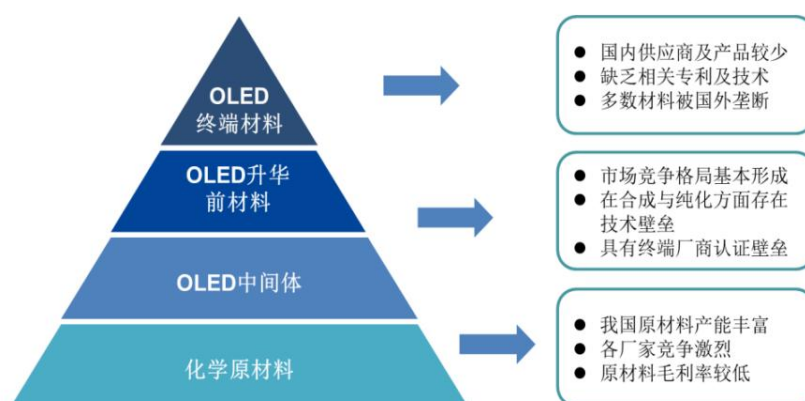 OLED
终端材料
● 国内供应商及产品较少
● 缺乏相关专利及技术
● 多数材料被国外垄断
OLED升华
前材料
● 市场竞争格局基本形成
● 在合成与纯化方面存在
技术壁垒
● 具有终端厂商认证壁垒
OLED中间体
化学原材料
● 我国原材料产能丰富
● 各厂家竞争激烈
● 原材料毛利率较低